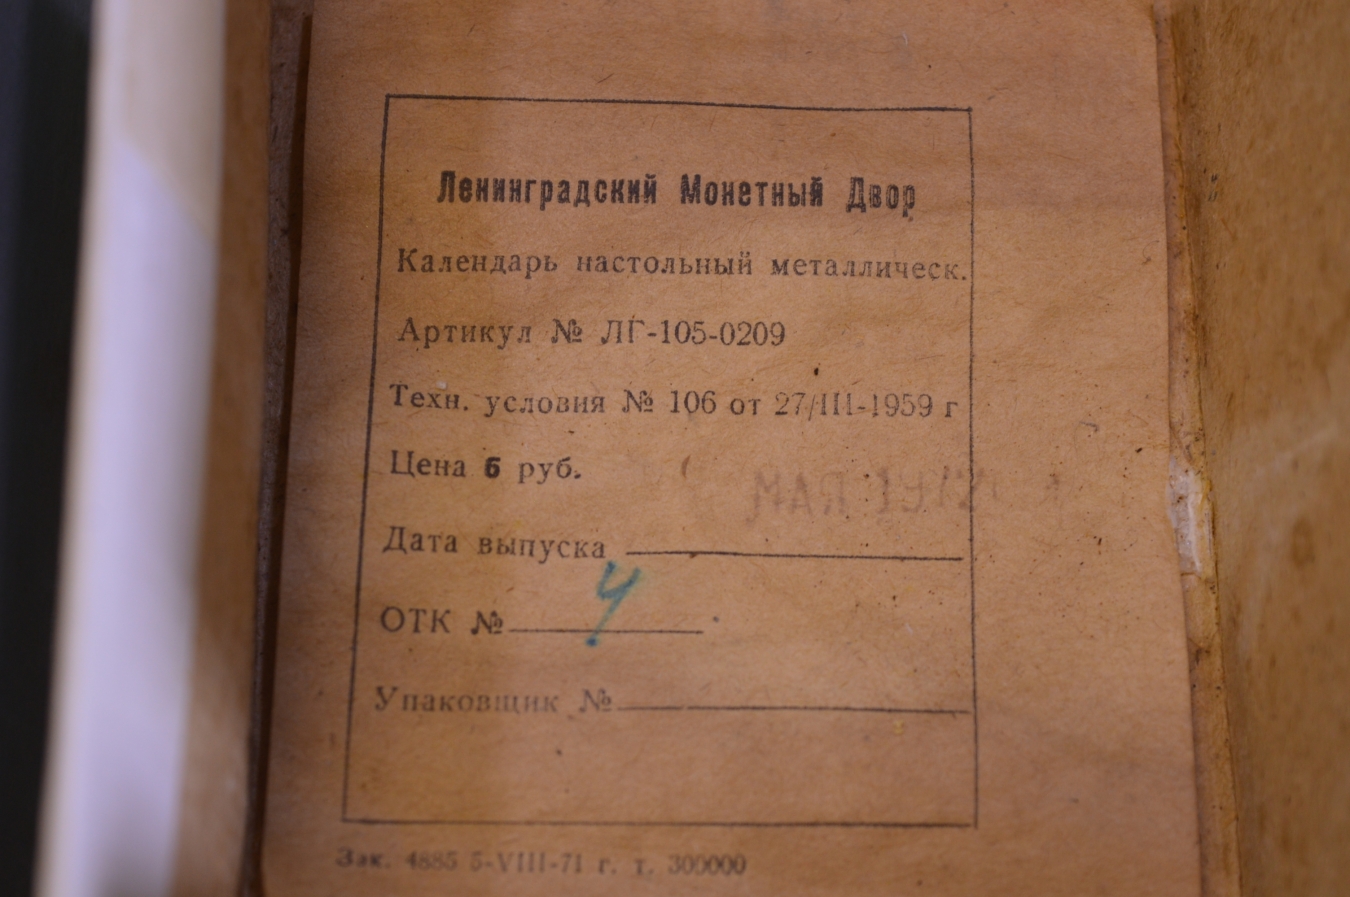 Ленинградский Монетный Двор
Календарь настольный металлическ.
Артикул № ЛГ-105-0209
Техн. условия № 106 от 27/III-1959 г
Цена 6 руб.
Дата выпуска
ОТК № 4
Упаковщик №
Зак. 4885 5-VIII-71 г. т. 300000